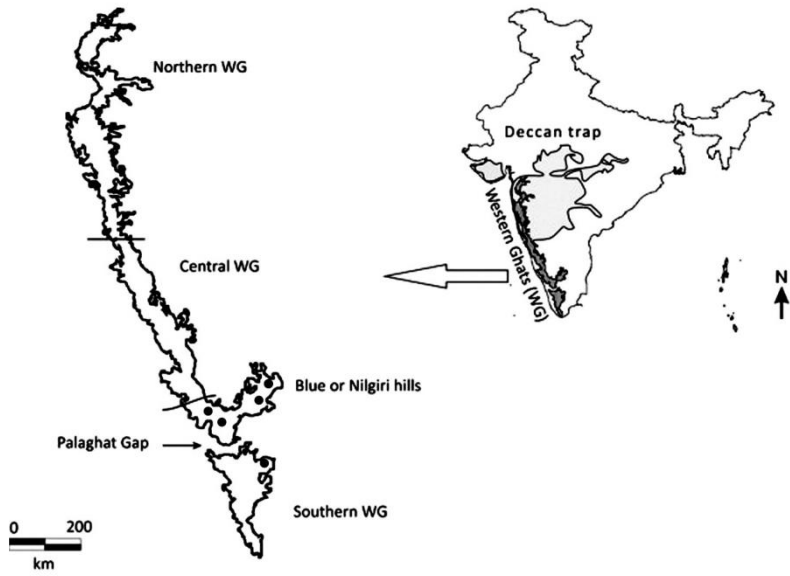 Northern WG
Central WG
Blue or Nilgiri hills
Palaghat Gap
Southern WG
0 200
km
Deccan trap
Western Ghats (WG)
N